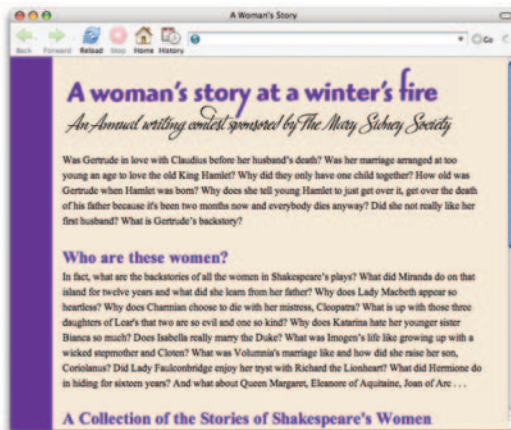 A Woman's Story
Back Forward Reload Stop Home History Go
A woman's story at a winter's fire
An Annual writing contest sponsored by The Mary Sidney Society
Was Gertrude in love with Claudius before her husband's death? Was her marriage arranged at too
young an age to love the old King Hamlet? Why did they only have one child together? How old was
Gertrude when Hamlet was born? Why does she tell young Hamlet to just get over it, get over the death
of his father because it's been two months now and everybody dies anyway? Did she not really like her
first husband? What is Gertrude's backstory?
Who are these women?
In fact, what are the backstories of all the women in Shakespeare's plays? What did Miranda do on that
island for twelve years and what did she learn from her father? Why does Lady Macbeth appear so
heartless? Why does Charmian choose to die with her mistress, Cleopatra? What is up with those three
daughters of Lear's that two are so evil and one so kind? Why does Katarina hate her younger sister
Bianca so much? Does Isabella really marry the Duke? What was Imogen's life like growing up with a
wicked stepmother and Cloten? What was Volumnia's marriage like and how did she raise her son,
Coriolanus? Did Lady Faulconbridge enjoy her tryst with Richard the Lionheart? What did Hermione do
in hiding for sixteen years? And what about Queen Margaret, Eleanore of Aquitaine, Joan of Arc . . .
A Collection of the Stories of Shakespeare's Women